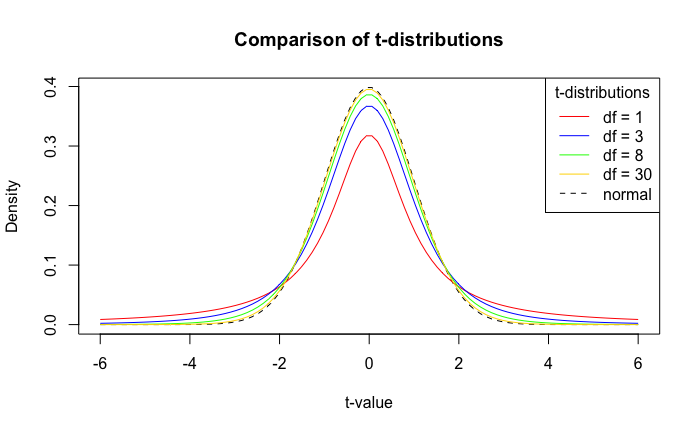 Comparison of t-distributions
Density
0.0
0.1
0.2
0.3
0.4
-6
-4
-2
0
2
4
6
t-value
t-distributions
df = 1
df = 3
df = 8
df = 30
normal